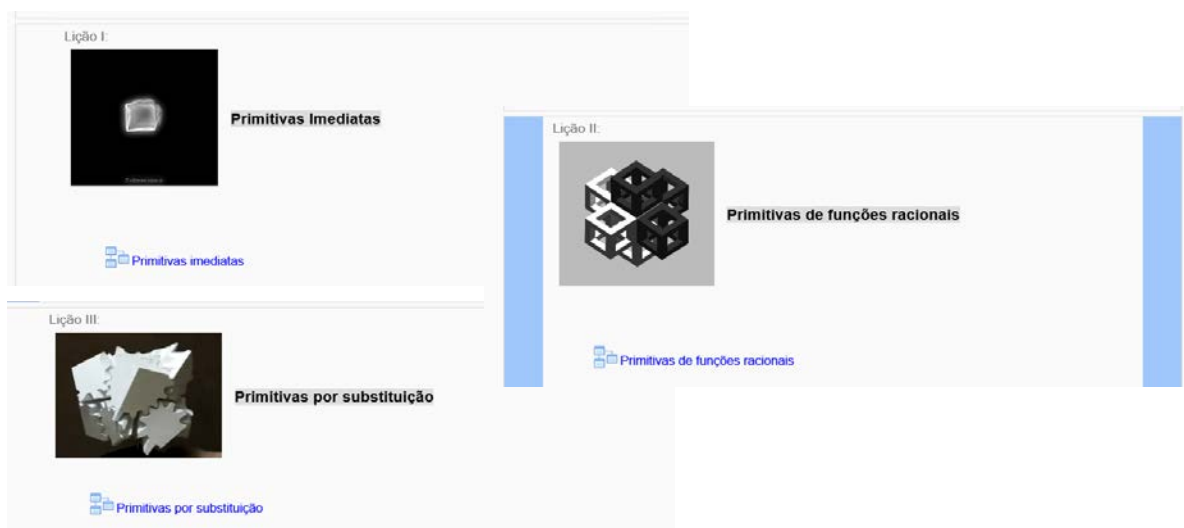 Lição I:
Primitivas Imediatas
Primitivas imediatas
Lição II:
Primitivas de funções racionais
Primitivas de funções racionais
Lição III:
Primitivas por substituição
Primitivas por substituição